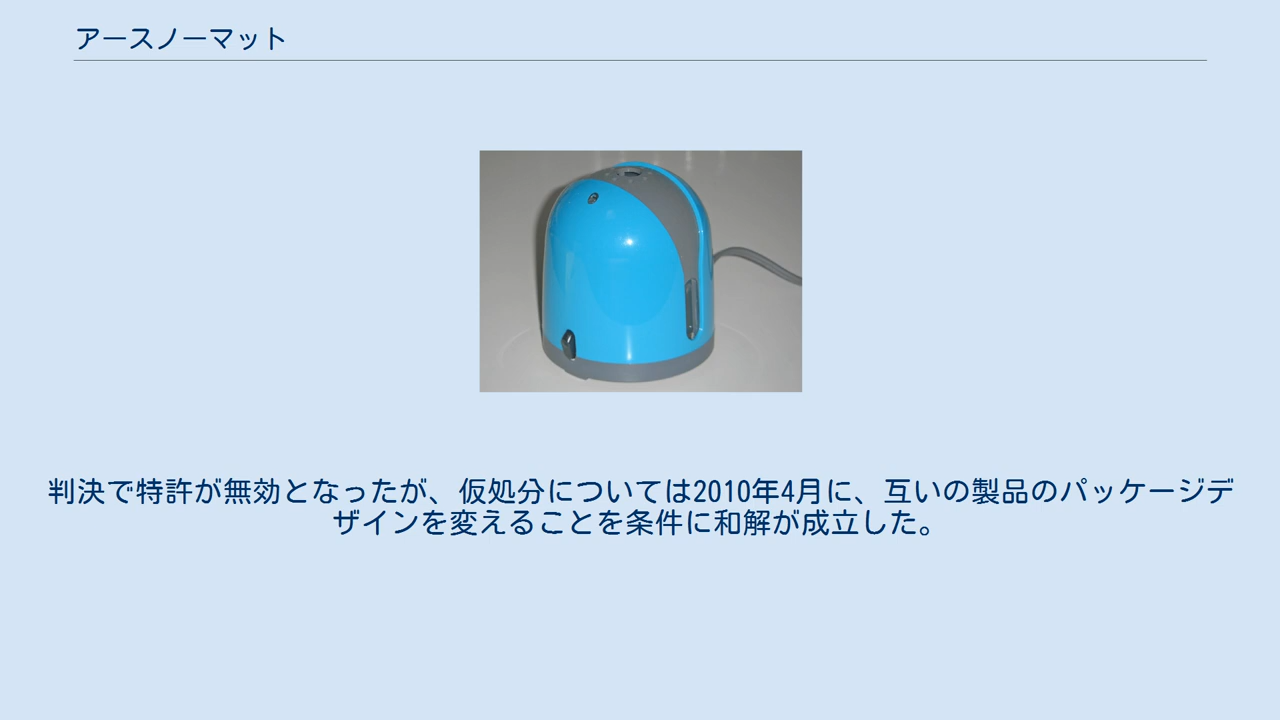 アースノーマット
判決で特許が無効となったが、仮処分については2010年4月に、互いの製品のパッケージデ
ザインを変えることを条件に和解が成立した。